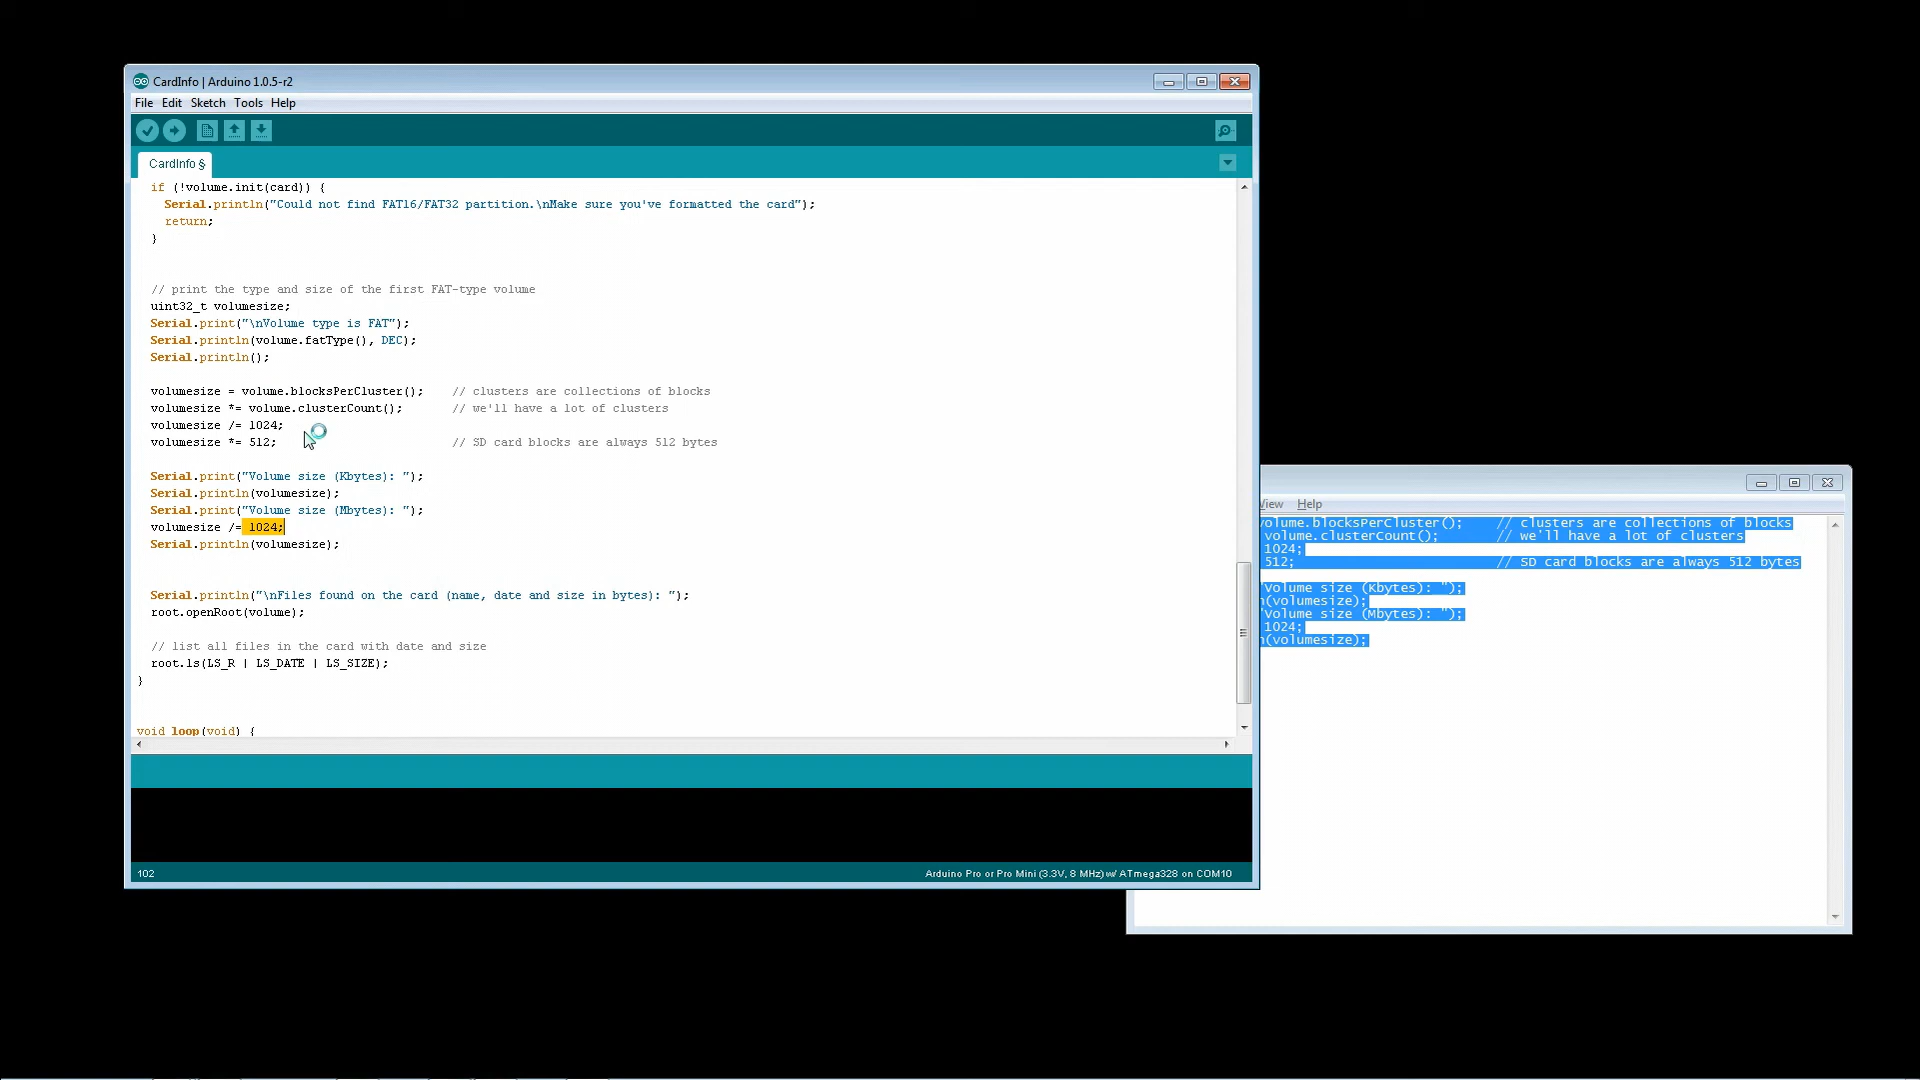 CardInfo | Arduino 1.0.5-r2
File Edit Sketch Tools Help
CardInfo §
if (!volume.init(card)) {
Serial.println("Could not find FAT16/FAT32 partition.\nMake sure you've formatted the card");
return;
}
// print the type and size of the first FAT-type volume
uint32_t volumesize;
Serial.print("\nVolume type is FAT");
Serial.println(volume.fatType(), DEC);
Serial.println();
volumesize = volume.blocksPerCluster();    // clusters are collections of blocks
volumesize *= volume.clusterCount();       // we'll have a lot of clusters
volumesize /= 1024;
volumesize *= 512;                         // SD card blocks are always 512 bytes
Serial.print("Volume size (Kbytes): ");
Serial.println(volumesize);
Serial.print("Volume size (Mbytes): ");
volumesize /= 1024;
Serial.println(volumesize);
Serial.println("\nFiles found on the card (name, date and size in bytes): ");
root.openRoot(volume);
// list all files in the card with date and size
root.ls(LS_R | LS_DATE | LS_SIZE);
}
void loop(void) {
102
Arduino Pro or Pro Mini (3.3V, 8 MHz) w/ ATmega328 on COM10
View Help
volume.blocksPerCluster();    // clusters are collections of blocks
volume.clusterCount();       // we'll have a lot of clusters
1024;
512;                         // SD card blocks are always 512 bytes
"Volume size (Kbytes): ");
n(volumesize);
"Volume size (Mbytes): ");
1024;
n(volumesize);